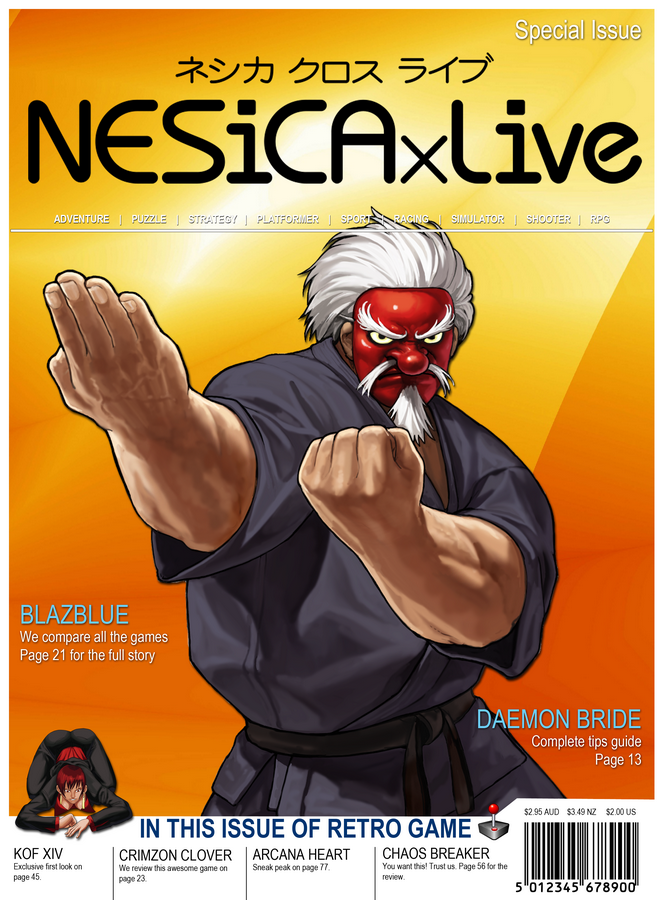 Special Issue
ネシカ クロス ライブ
NESiCAxLive
ADVENTURE | PUZZLE | STRATEGY | PLATFORMER | SPORT | RACING | SIMULATOR | SHOOTER | RPG
BLAZBLUE
We compare all the games
Page 21 for the full story
DAEMON BRIDE
Complete tips guide
Page 13
IN THIS ISSUE OF RETRO GAME
$2.95 AUD $3.49 NZ $2.00 US
KOF XIV
Exclusive first look on
page 45.
CRIMZON CLOVER
We review this awesome game on
page 23.
ARCANA HEART
Sneak peak on page 77.
CHAOS BREAKER
You want this! Trust us. Page 56 for the
review.
5 012345 678900